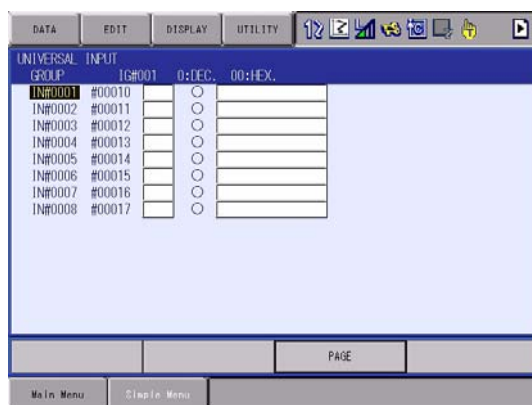 DATA EDIT DISPLAY UTILITY
UNIVERSAL INPUT
GROUP IG#001 0:DEC. 00:HEX.
IN#0001 #00010
IN#0002 #00011
IN#0003 #00012
IN#0004 #00013
IN#0005 #00014
IN#0006 #00015
IN#0007 #00016
IN#0008 #00017
PAGE
Main Menu Simple Menu